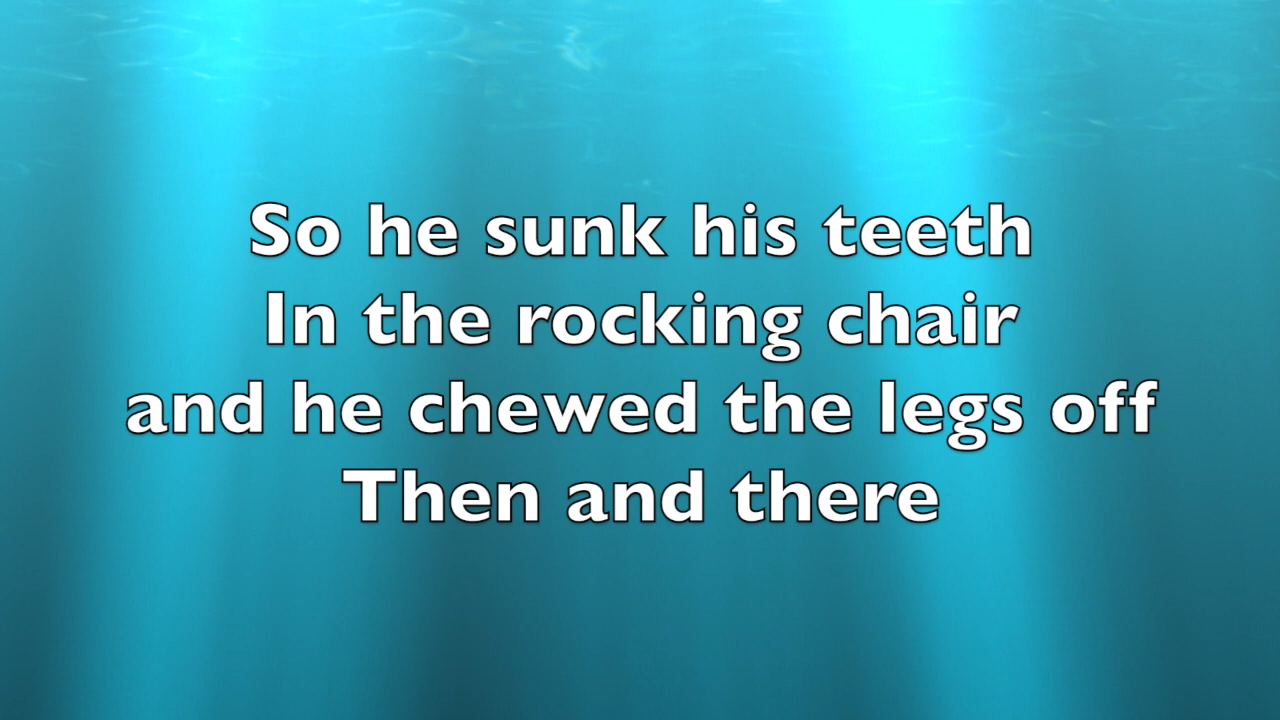 So he sunk his teeth
In the rocking chair
and he chewed the legs off
Then and there